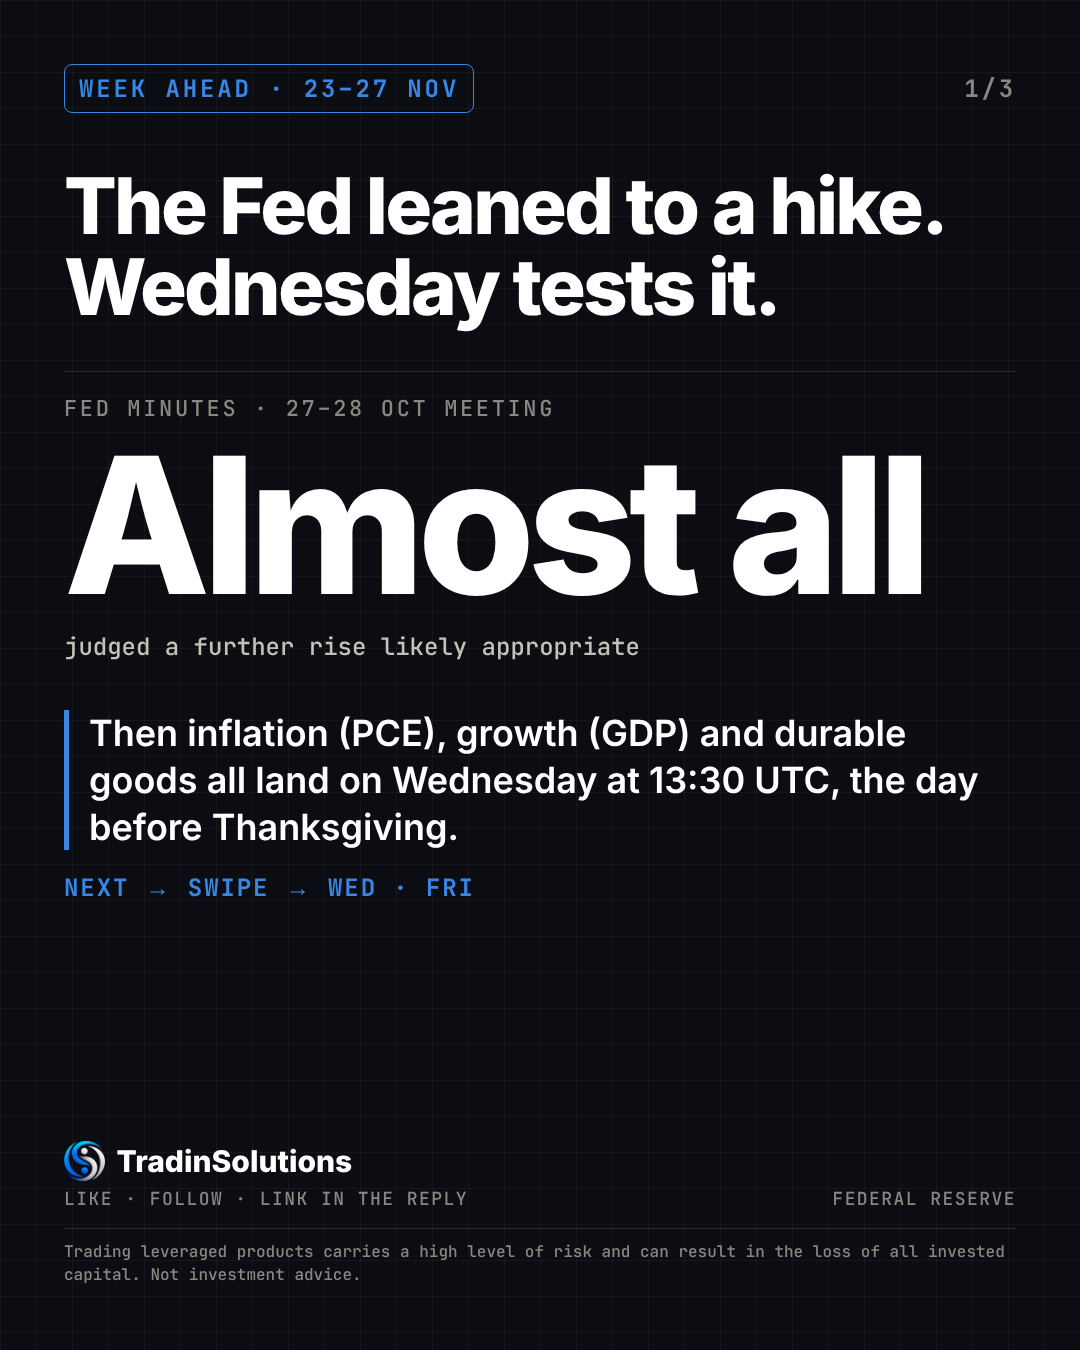 WEEK AHEAD · 23–27 NOV
1/3
The Fed leaned to a hike.
Wednesday tests it.
FED MINUTES · 27–28 OCT MEETING
Almost all
judged a further rise likely appropriate
Then inflation (PCE), growth (GDP) and durable
goods all land on Wednesday at 13:30 UTC, the day
before Thanksgiving.
NEXT → SWIPE → WED · FRI
TradinSolutions
LIKE · FOLLOW · LINK IN THE REPLY
FEDERAL RESERVE
Trading leveraged products carries a high level of risk and can result in the loss of all invested
capital. Not investment advice.